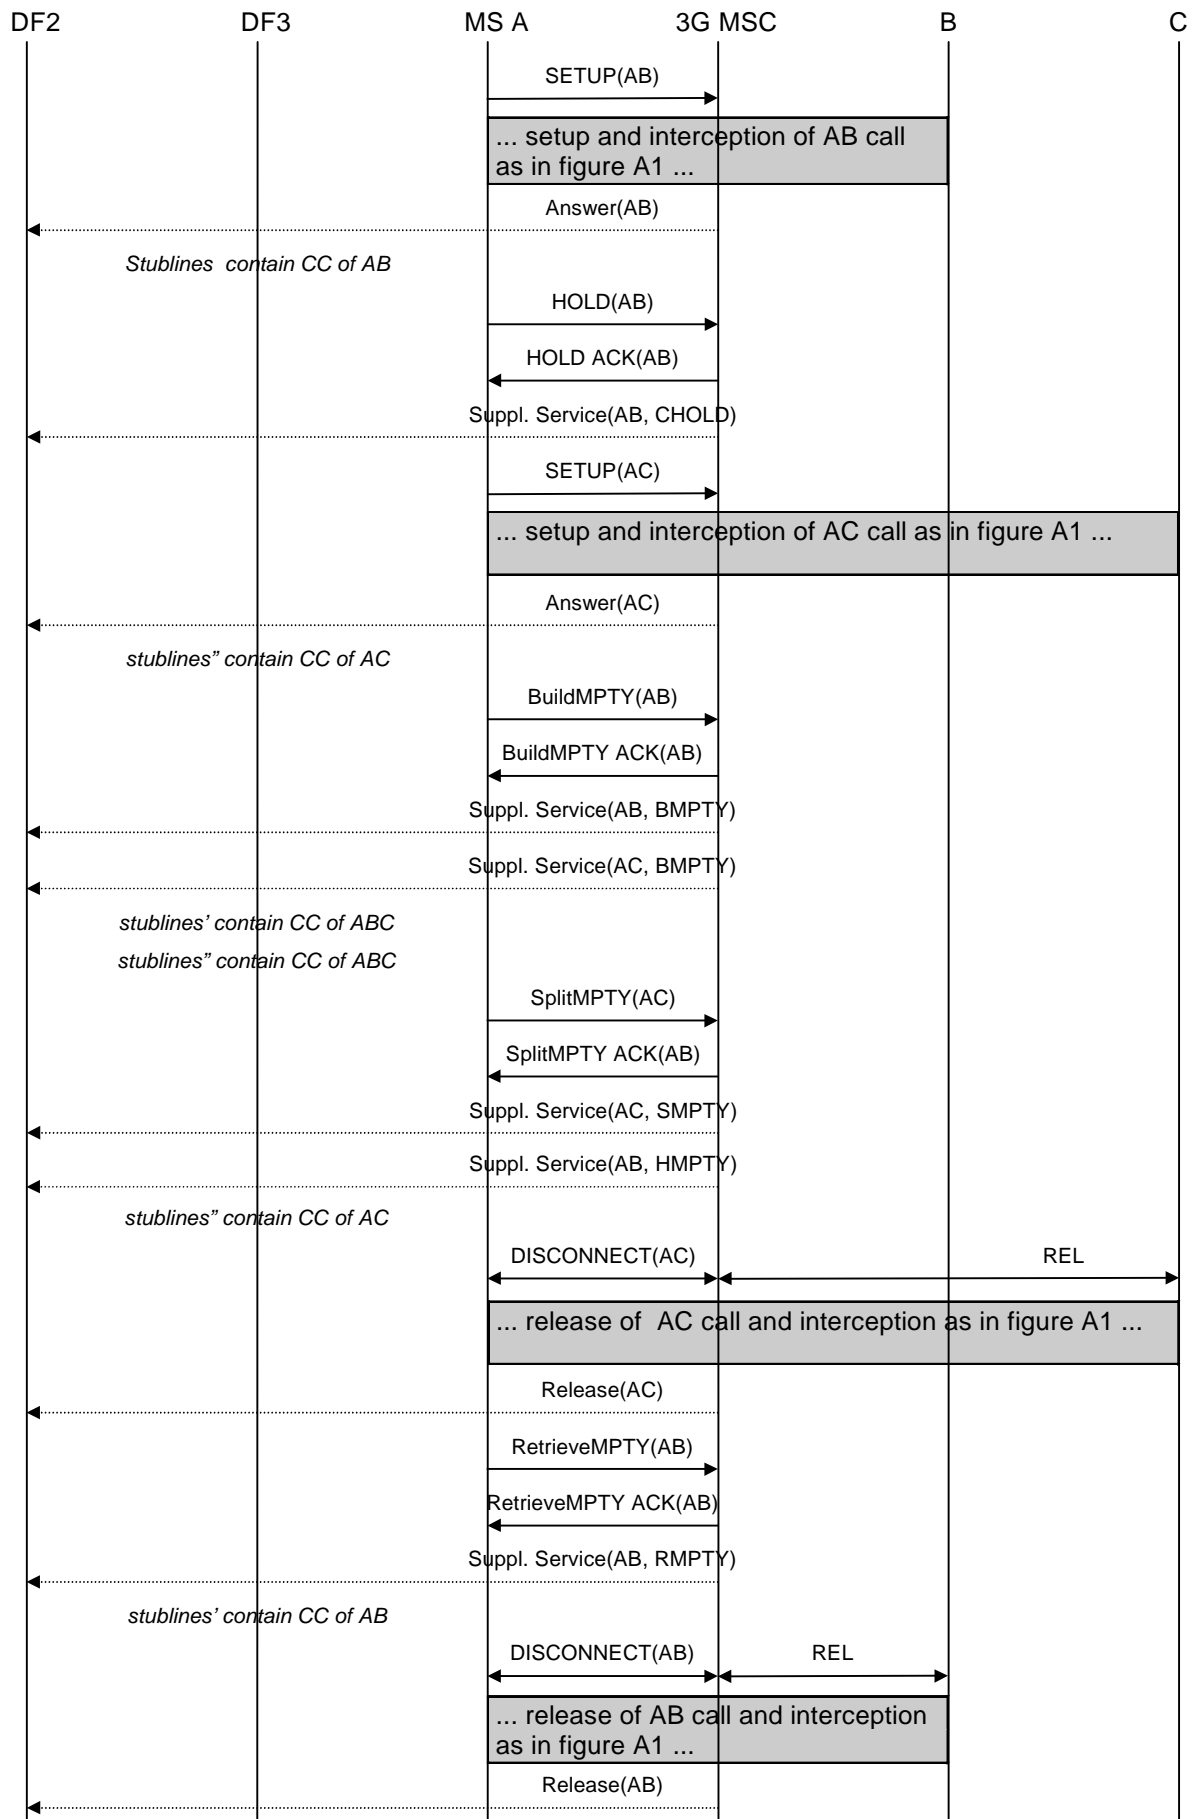 DF2 DF3 MS A 3G MSC B C
SETUP(AB)
... setup and interception of AB call
as in figure A1 ...
Answer(AB)
Stublines contain CC of AB
HOLD(AB)
HOLD ACK(AB)
Suppl. Service(AB, CHOLD)
SETUP(AC)
... setup and interception of AC call as in figure A1 ...
Answer(AC)
stublines” contain CC of AC
BuildMPTY(AB)
BuildMPTY ACK(AB)
Suppl. Service(AB, BMPTY)
Suppl. Service(AC, BMPTY)
stublines’ contain CC of ABC
stublines” contain CC of ABC
SplitMPTY(AC)
SplitMPTY ACK(AB)
Suppl. Service(AC, SMPTY)
Suppl. Service(AB, HMPTY)
stublines” contain CC of AC
DISCONNECT(AC) REL
... release of AC call and interception as in figure A1 ...
Release(AC)
RetrieveMPTY(AB)
RetrieveMPTY ACK(AB)
Suppl. Service(AB, RMPTY)
stublines’ contain CC of AB
DISCONNECT(AB) REL
... release of AB call and interception
as in figure A1 ...
Release(AB)